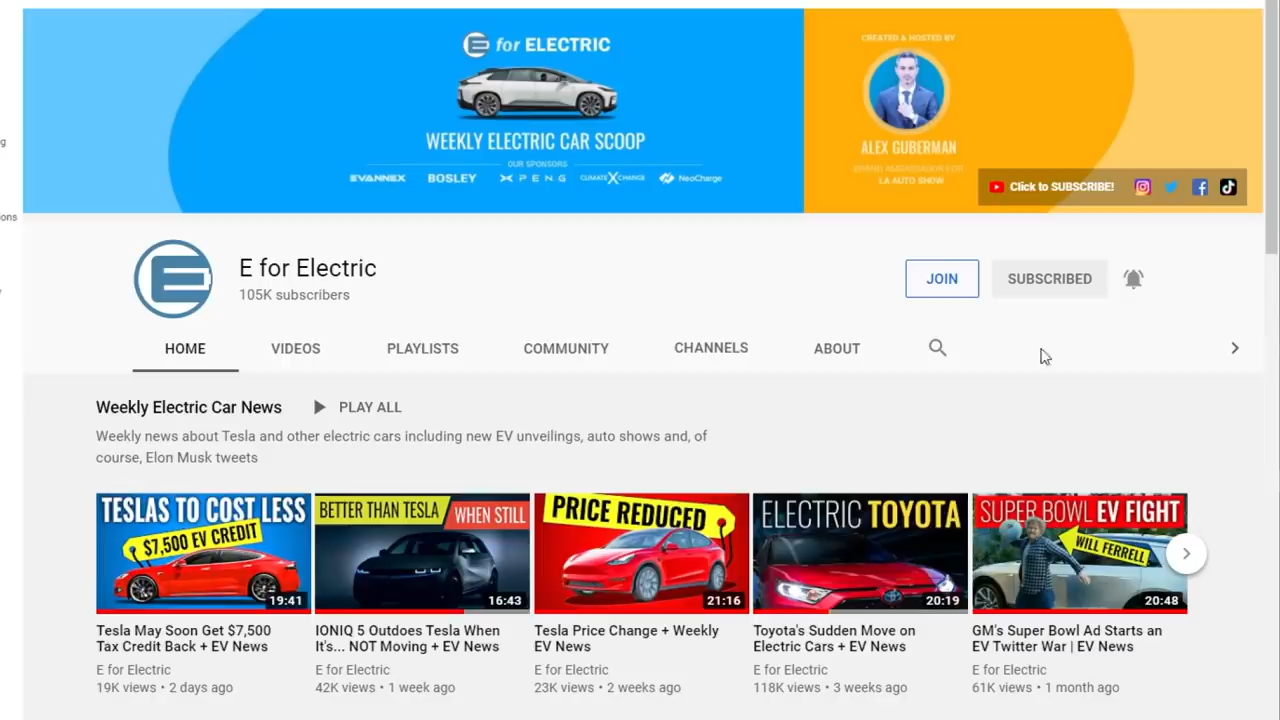 E for ELECTRIC
WEEKLY ELECTRIC CAR SCOOP
OUR SPONSORS
EVANNEX BOSLEY XPENG CLIMATEXCHANGE NeoCharge
CREATED & HOSTED BY
ALEX GUBERMAN
BRAND AMBASSADOR FOR
LA AUTO SHOW
Click to SUBSCRIBE!
g
ions
E for Electric
105K subscribers
JOIN
SUBSCRIBED
HOME VIDEOS PLAYLISTS COMMUNITY CHANNELS ABOUT
Weekly Electric Car News PLAY ALL
Weekly news about Tesla and other electric cars including new EV unveilings, auto shows and, of
course, Elon Musk tweets
TESLAS TO COST LESS
$7,500 EV CREDIT
19:41
BETTER THAN TESLA WHEN STILL
16:43
PRICE REDUCED
21:16
ELECTRIC TOYOTA
20:19
SUPER BOWL EV FIGHT
WILL FERRELL
20:48
Tesla May Soon Get $7,500
Tax Credit Back + EV News
E for Electric
19K views • 2 days ago
IONIQ 5 Outdoes Tesla When
It's... NOT Moving + EV News
E for Electric
42K views • 1 week ago
Tesla Price Change + Weekly
EV News
E for Electric
23K views • 2 weeks ago
Toyota's Sudden Move on
Electric Cars + EV News
E for Electric
118K views • 3 weeks ago
GM's Super Bowl Ad Starts an
EV Twitter War | EV News
E for Electric
61K views • 1 month ago